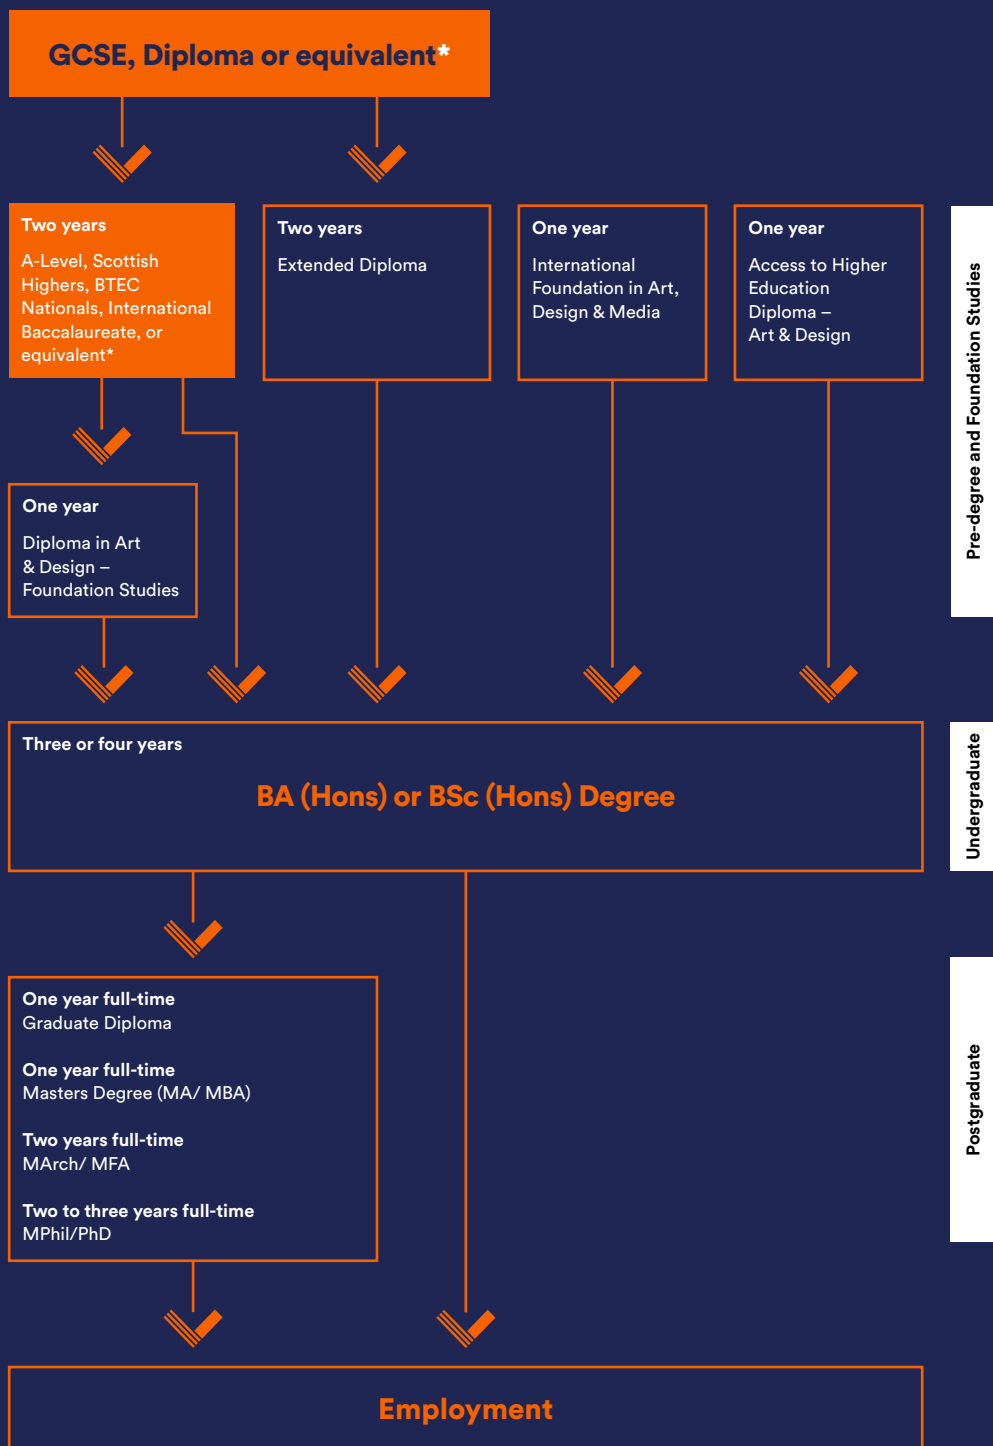 GCSE, Diploma or equivalent*
Two years
A-Level, Scottish
Highers, BTEC
Nationals, International
Baccalaureate, or
equivalent*
Two years
Extended Diploma
One year
International
Foundation in Art,
Design & Media
One year
Access to Higher
Education
Diploma –
Art & Design
Pre-degree and Foundation Studies
One year
Diploma in Art
& Design –
Foundation Studies
Three or four years
BA (Hons) or BSc (Hons) Degree
Undergraduate
One year full-time
Graduate Diploma
One year full-time
Masters Degree (MA/ MBA)
Two years full-time
MArch/ MFA
Two to three years full-time
MPhil/PhD
Postgraduate
Employment